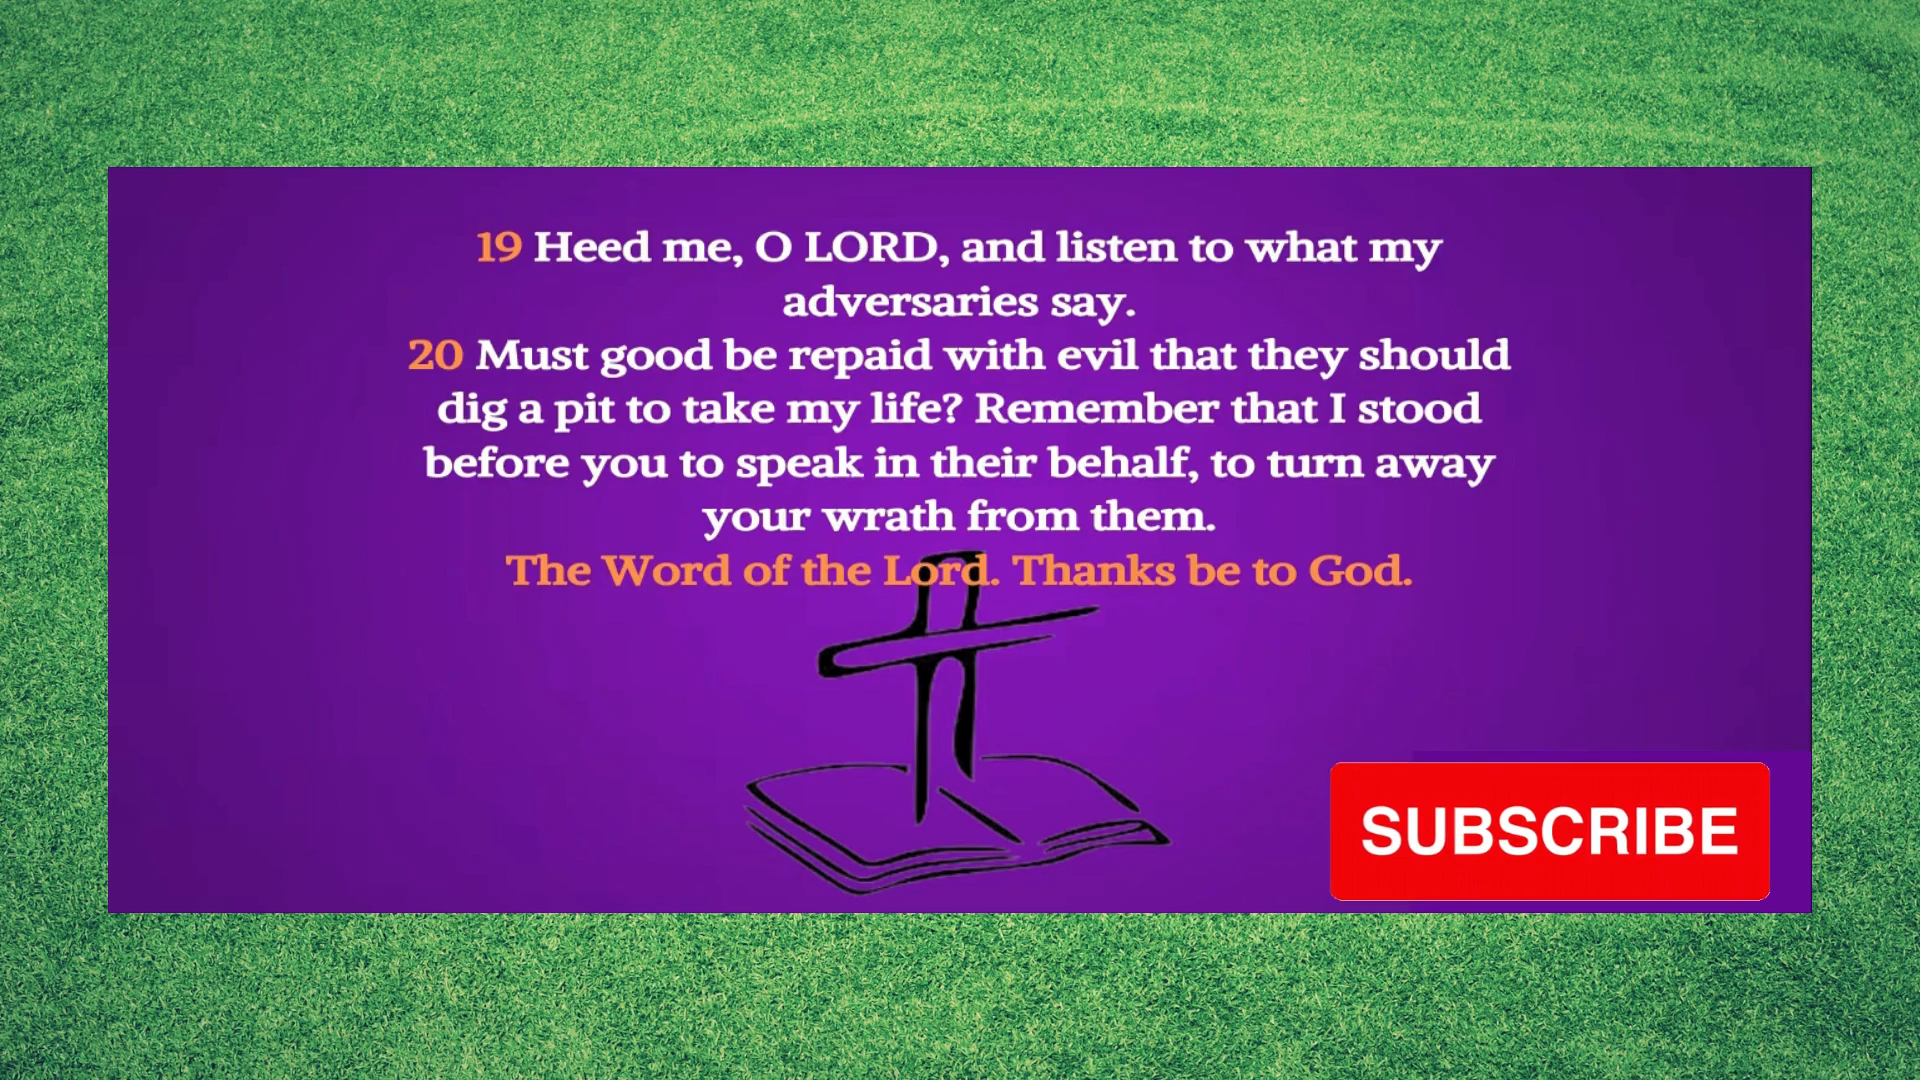 19 Heed me, O LORD, and listen to what my
adversaries say.
20 Must good be repaid with evil that they should
dig a pit to take my life? Remember that I stood
before you to speak in their behalf, to turn away
your wrath from them.
The Word of the Lord. Thanks be to God.
SUBSCRIBE